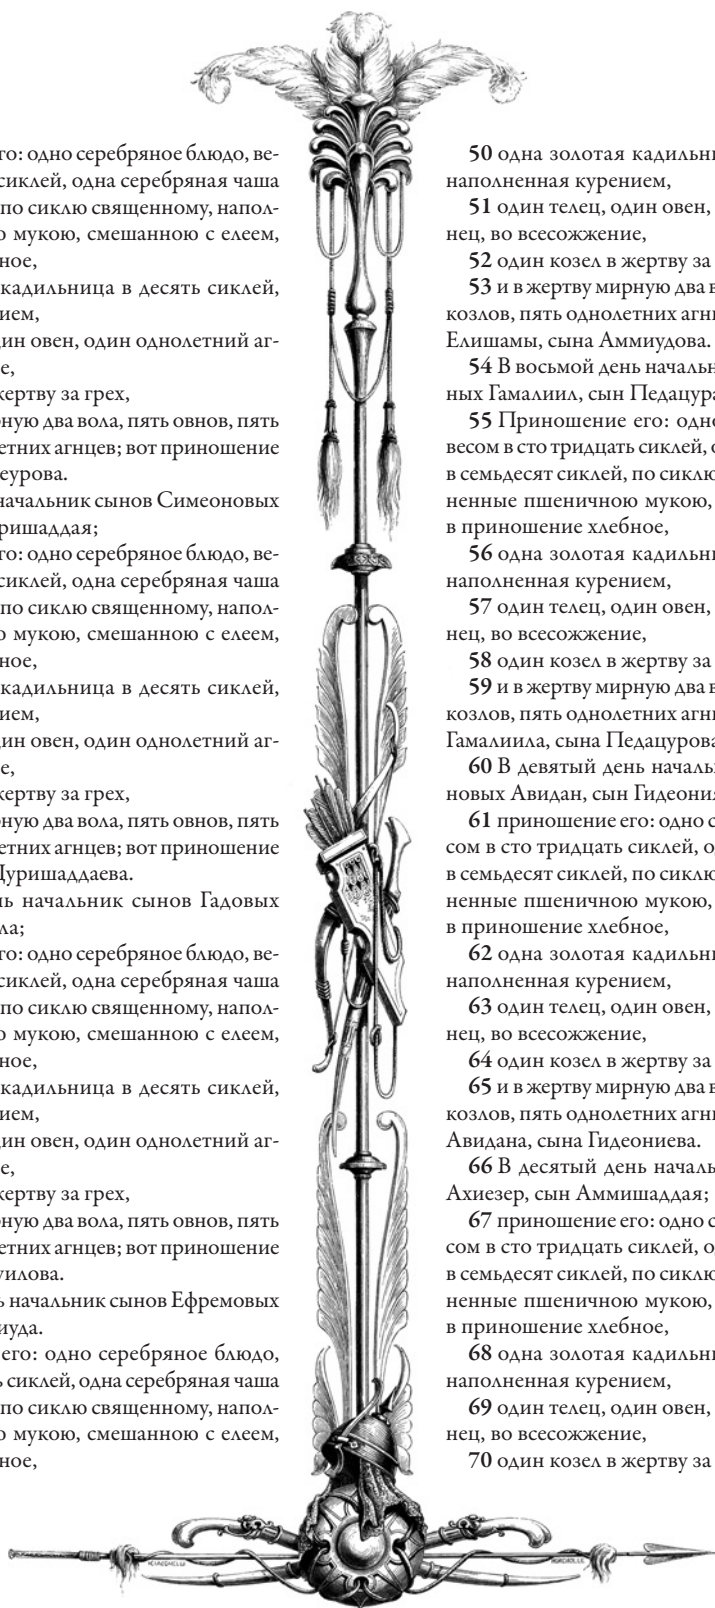 го: одно серебряное блюдо, ве-
сиклей, одна серебряная чаша
по сиклю священному, напол-
о мукою, смешанною с елеем,
ное,
кадильница в десять сиклей,
ием,
ин овен, один однолетний аг-
е,
жертву за грех,
рную два вола, пять овнов, пять
етних агнцев; вот приношение
еурова.
начальник сынов Симеоновых
ришаддая;
го: одно серебряное блюдо, ве-
сиклей, одна серебряная чаша
по сиклю священному, напол-
о мукою, смешанною с елеем,
ное,
кадильница в десять сиклей,
ием,
ин овен, один однолетний аг-
е,
жертву за грех,
рную два вола, пять овнов, пять
етних агнцев; вот приношение
Цуришаддаева.
нь начальник сынов Гадовых
ла;
го: одно серебряное блюдо, ве-
сиклей, одна серебряная чаша
по сиклю священному, напол-
о мукою, смешанною с елеем,
ное,
кадильница в десять сиклей,
ием,
ин овен, один однолетний аг-
е,
жертву за грех,
рную два вола, пять овнов, пять
етних агнцев; вот приношение
уилова.
ь начальник сынов Ефремовых
иуда.
его: одно серебряное блюдо,
ь сиклей, одна серебряная чаша
по сиклю священному, напол-
о мукою, смешанною с елеем,
ное,
50 одна золотая кадильни
наполненная курением,
51 один телец, один овен,
нец, во всесожжение,
52 один козел в жертву за
53 и в жертву мирную два в
козлов, пять однолетних агн
Елишамы, сына Аммиудова.
54 В восьмой день начальн
ных Гамалиил, сын Педацура
55 Приношение его: одно
весом в сто тридцать сиклей, о
в семьдесят сиклей, по сиклю
ненные пшеничною мукою,
в приношение хлебное,
56 одна золотая кадильни
наполненная курением,
57 один телец, один овен,
нец, во всесожжение,
58 один козел в жертву за
59 и в жертву мирную два в
козлов, пять однолетних агн
Гамалиила, сына Педацурова
60 В девятый день началь
новых Авидан, сын Гидеония
61 приношение его: одно с
сом в сто тридцать сиклей, од
в семьдесят сиклей, по сиклю
ненные пшеничною мукою,
в приношение хлебное,
62 одна золотая кадильни
наполненная курением,
63 один телец, один овен,
нец, во всесожжение,
64 один козел в жертву за
65 и в жертву мирную два в
козлов, пять однолетних агн
Авидана, сына Гидеониева.
66 В десятый день началь
Ахиезер, сын Аммишаддая;
67 приношение его: одно с
сом в сто тридцать сиклей, од
в семьдесят сиклей, по сиклю
ненные пшеничною мукою,
в приношение хлебное,
68 одна золотая кадильни
наполненная курением,
69 один телец, один овен,
нец, во всесожжение,
70 один козел в жертву за